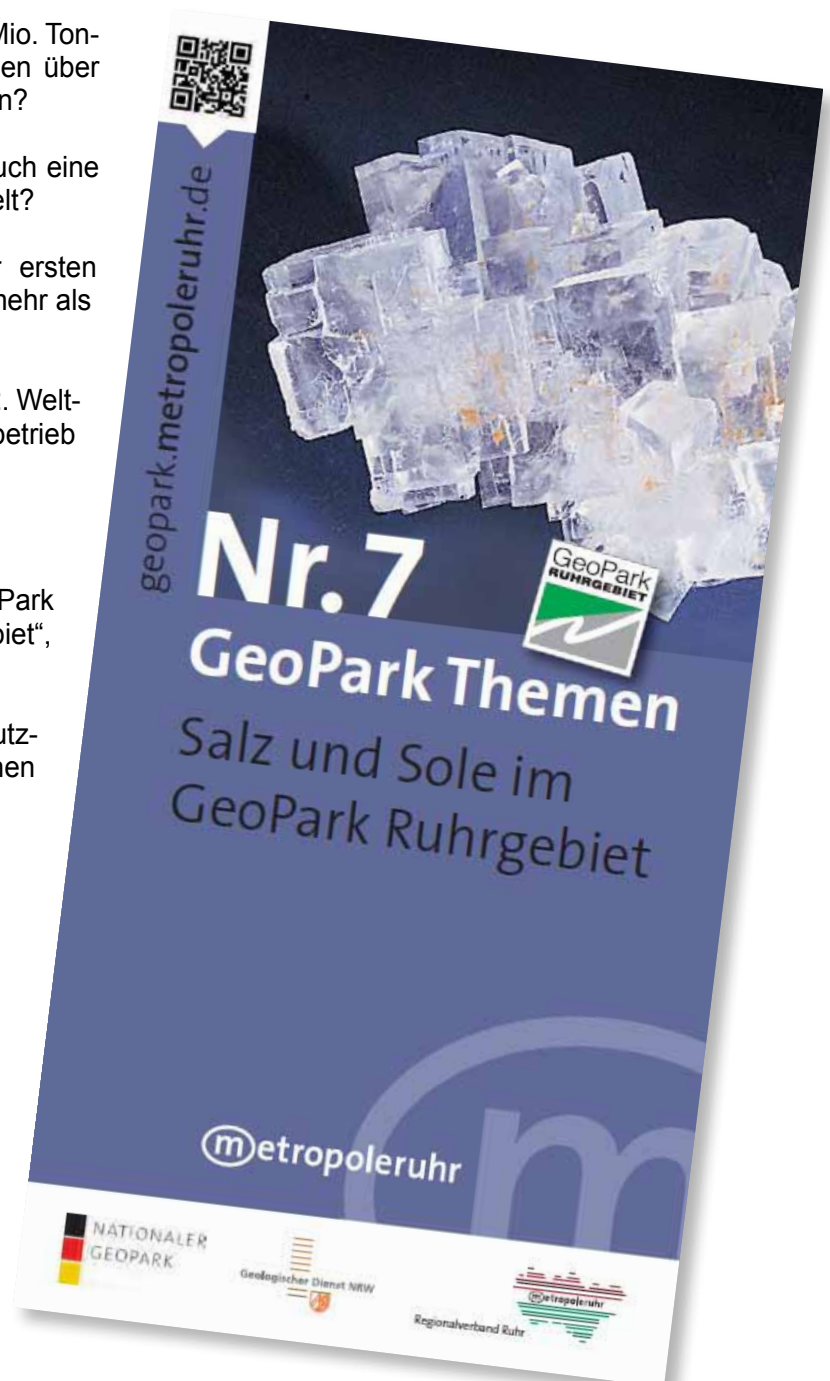 Mio. Ton-
en über
n?
uch eine
elt?
r ersten
mehr als
. Welt-
betrieb
Park
biet“,
utz-
nen
geopark.metropoleruhr.de
Nr. 7
GeoPark
RUHRGEBIET
GeoPark Themen
Salz und Sole im
GeoPark Ruhrgebiet
metropoleruhr
NATIONALER
GEOPARK
Geologischer Dienst NRW
Regionalverband Ruhr
metropoleruhr